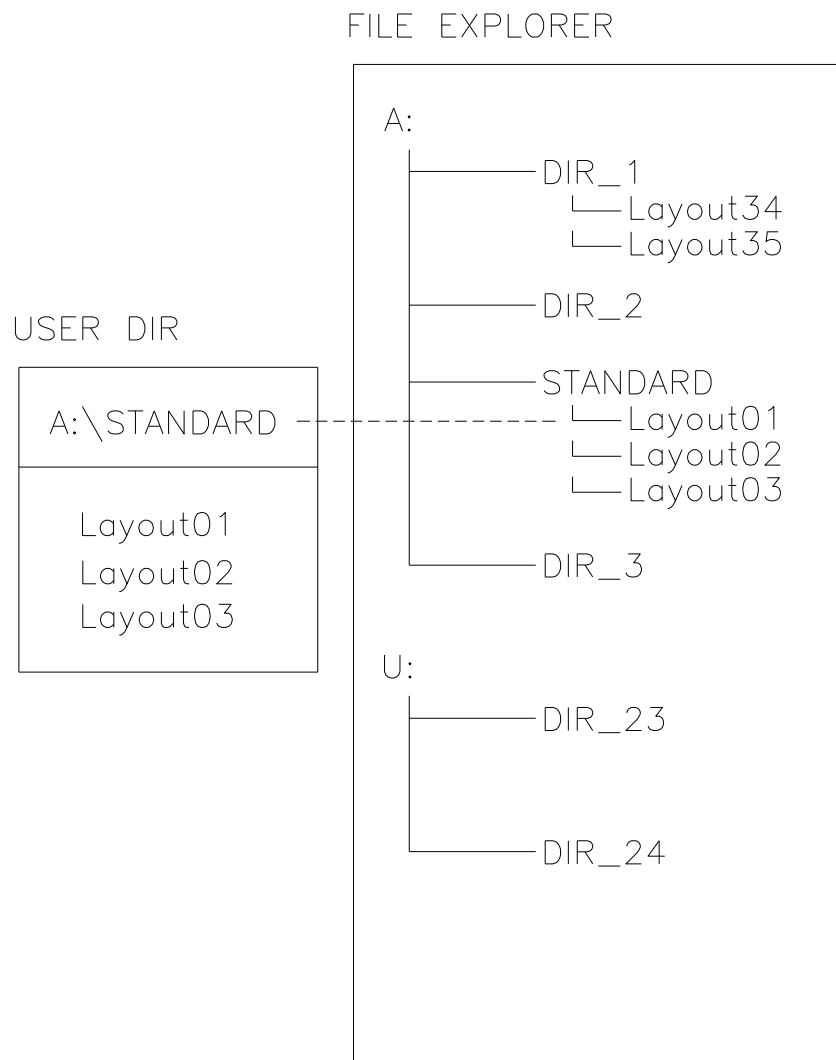 FILE EXPLORER
A:
DIR_1
Layout34
Layout35
DIR_2
STANDARD
Layout01
Layout02
Layout03
DIR_3
U:
DIR_23
DIR_24
USER DIR
A:\STANDARD
Layout01
Layout02
Layout03